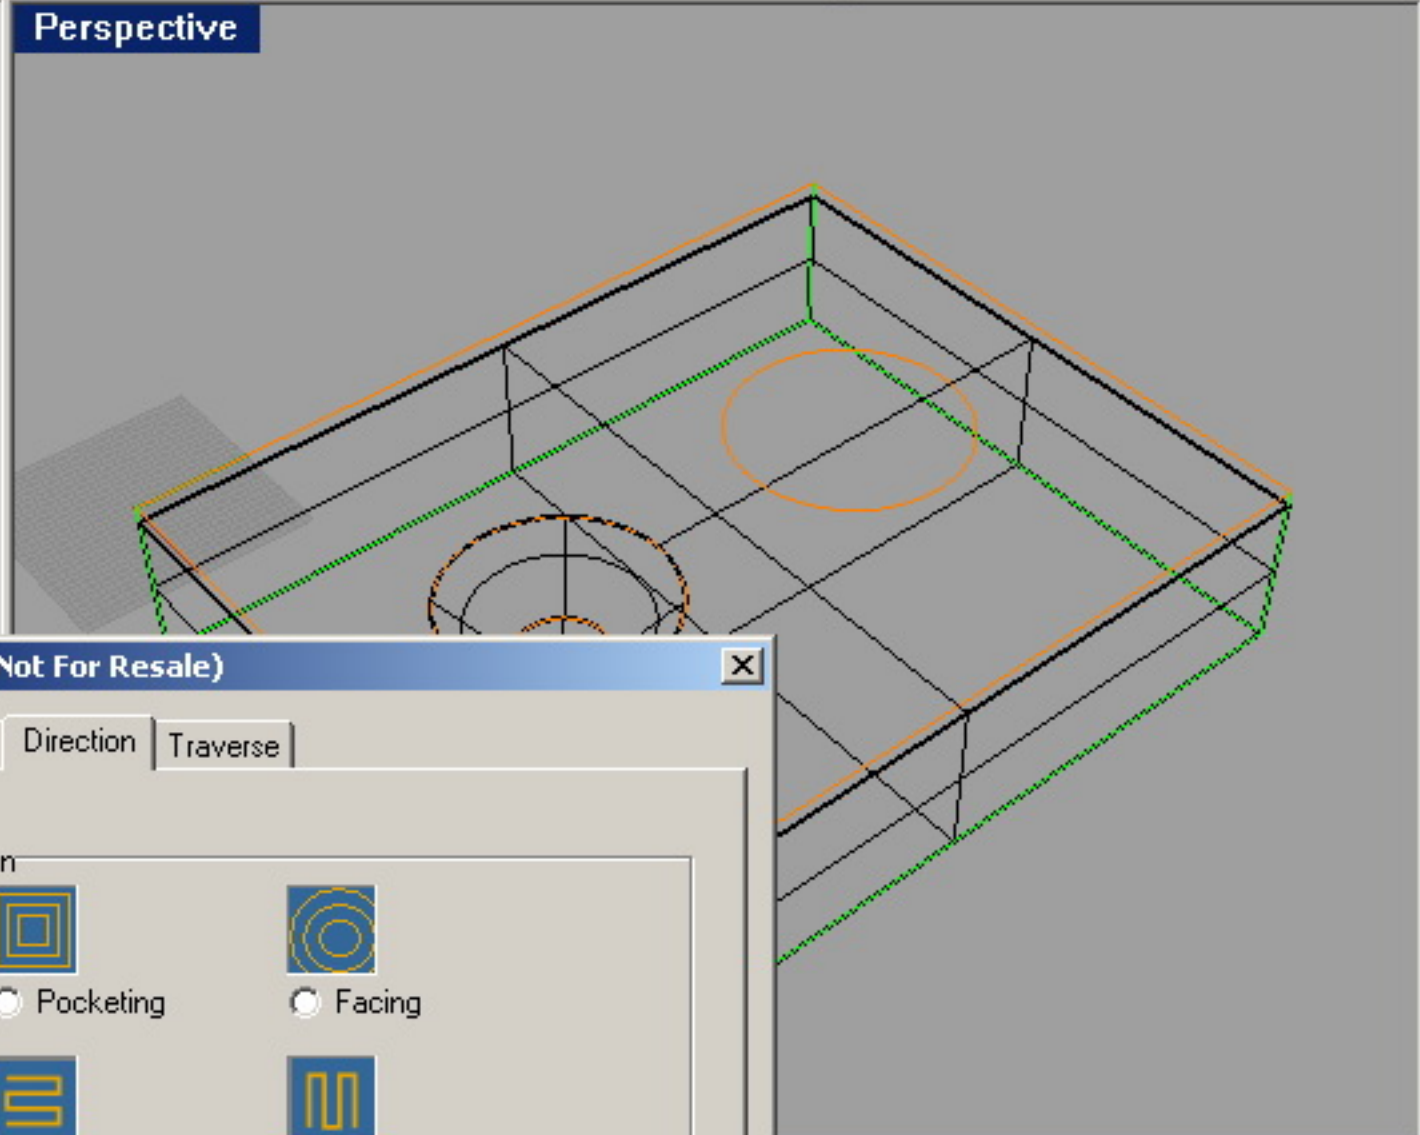 Perspective
Not For Resale)
Direction
Traverse
n
Pocketing
Facing